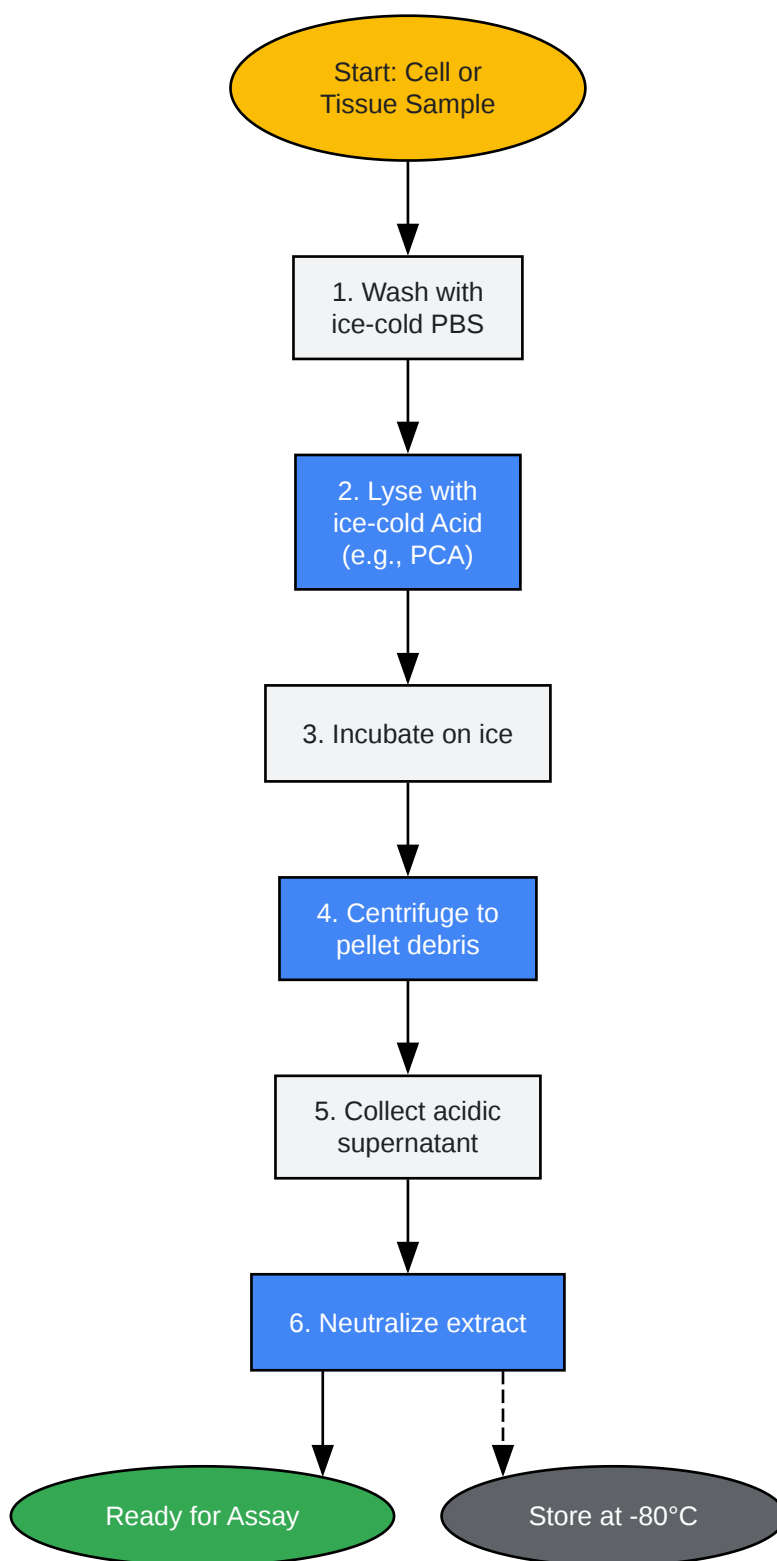 Start: Cell or
Tissue Sample
1. Wash with
ice-cold PBS
2. Lyse with
ice-cold Acid
(e.g., PCA)
3. Incubate on ice
4. Centrifuge to
pellet debris
5. Collect acidic
supernatant
6. Neutralize extract
Ready for Assay
Store at -80°C